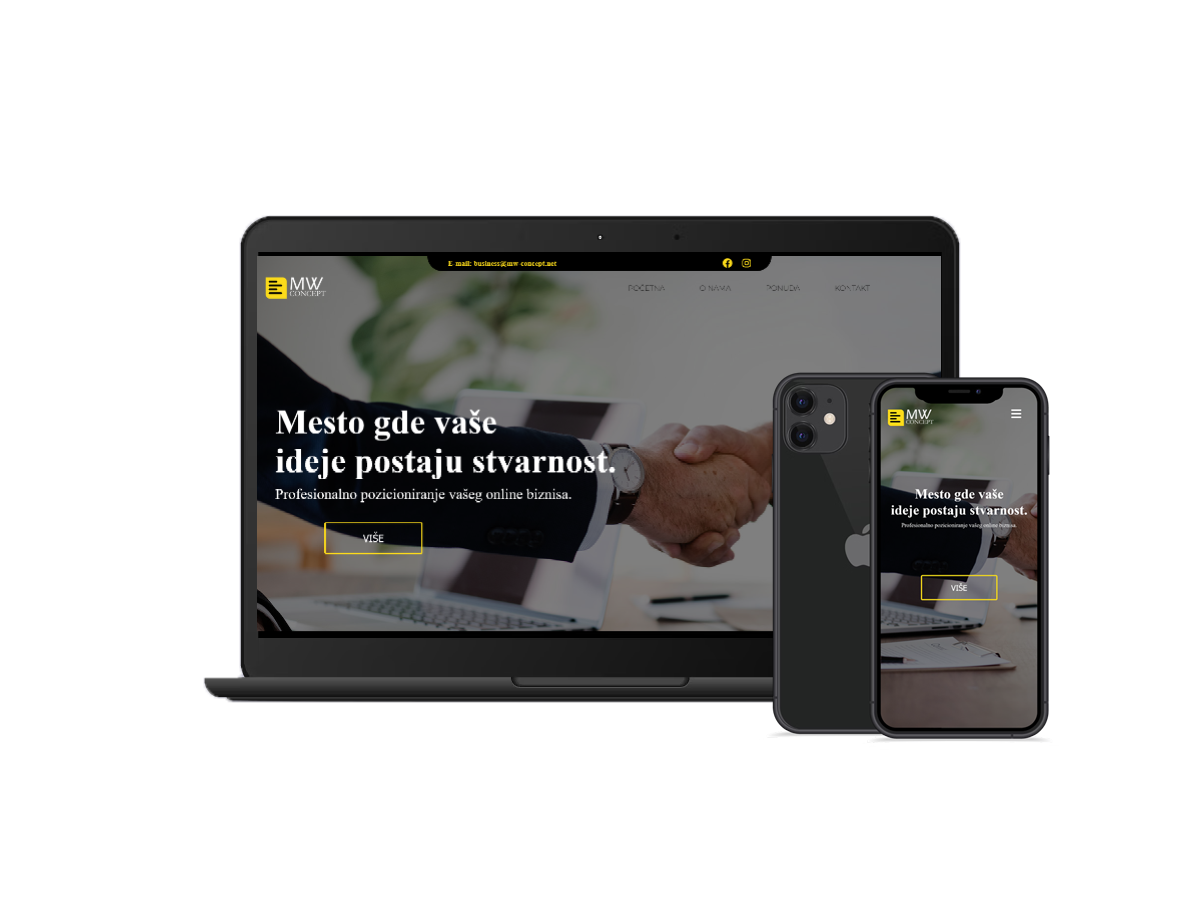 E-mail: business@mw-concept.net
MW
CONCEPT
POČETNA O NAMA PONUDA KONTAKT
Mesto gde vaše
ideje postaju stvarnost.
Profesionalno pozicioniranje vašeg online biznisa.
VIŠE
MW
CONCEPT
Mesto gde vaše
ideje postaju stvarnost.
Profesionalno pozicioniranje vašeg online biznisa.
VIŠE